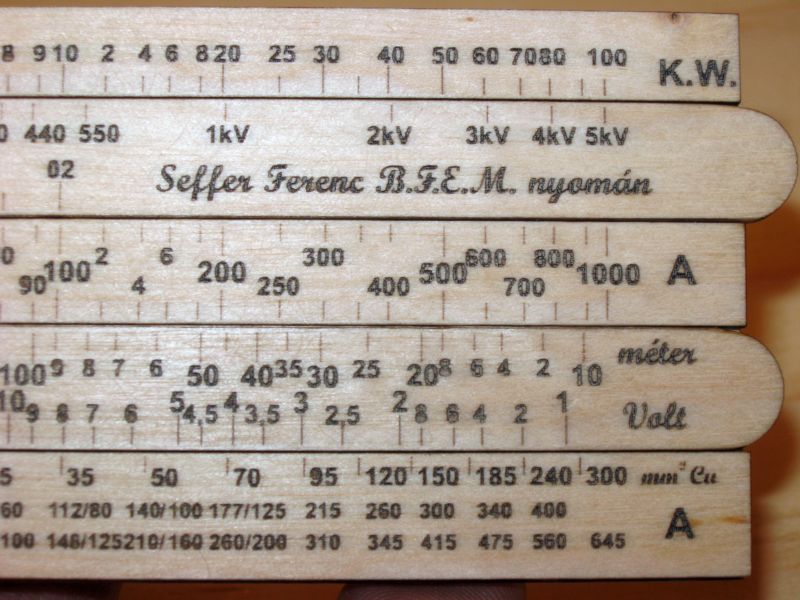 8 9 10 2 4 6 8 20 25 30 40 50 60 70 80 100 K.W.
0 440 550 1kV 2kV 3kV 4kV 5kV
02 Seffer Ferenc B.F.E.M. nyomán
0 90 100 2 4 6 200 250 300 400 500 600 700 800 1000 A
100 9 8 7 6 50 40 35 30 25 20 8 6 4 2 10 méter
10 9 8 7 6 5 4,5 4 3,5 3 2,5 2 8 6 4 2 1 Volt
5 35 50 70 95 120 150 185 240 300 mm² Cu
60 112/80 140/100 177/125 215 260 300 340 400 A
100 146/125 210/160 260/200 310 345 415 475 560 645